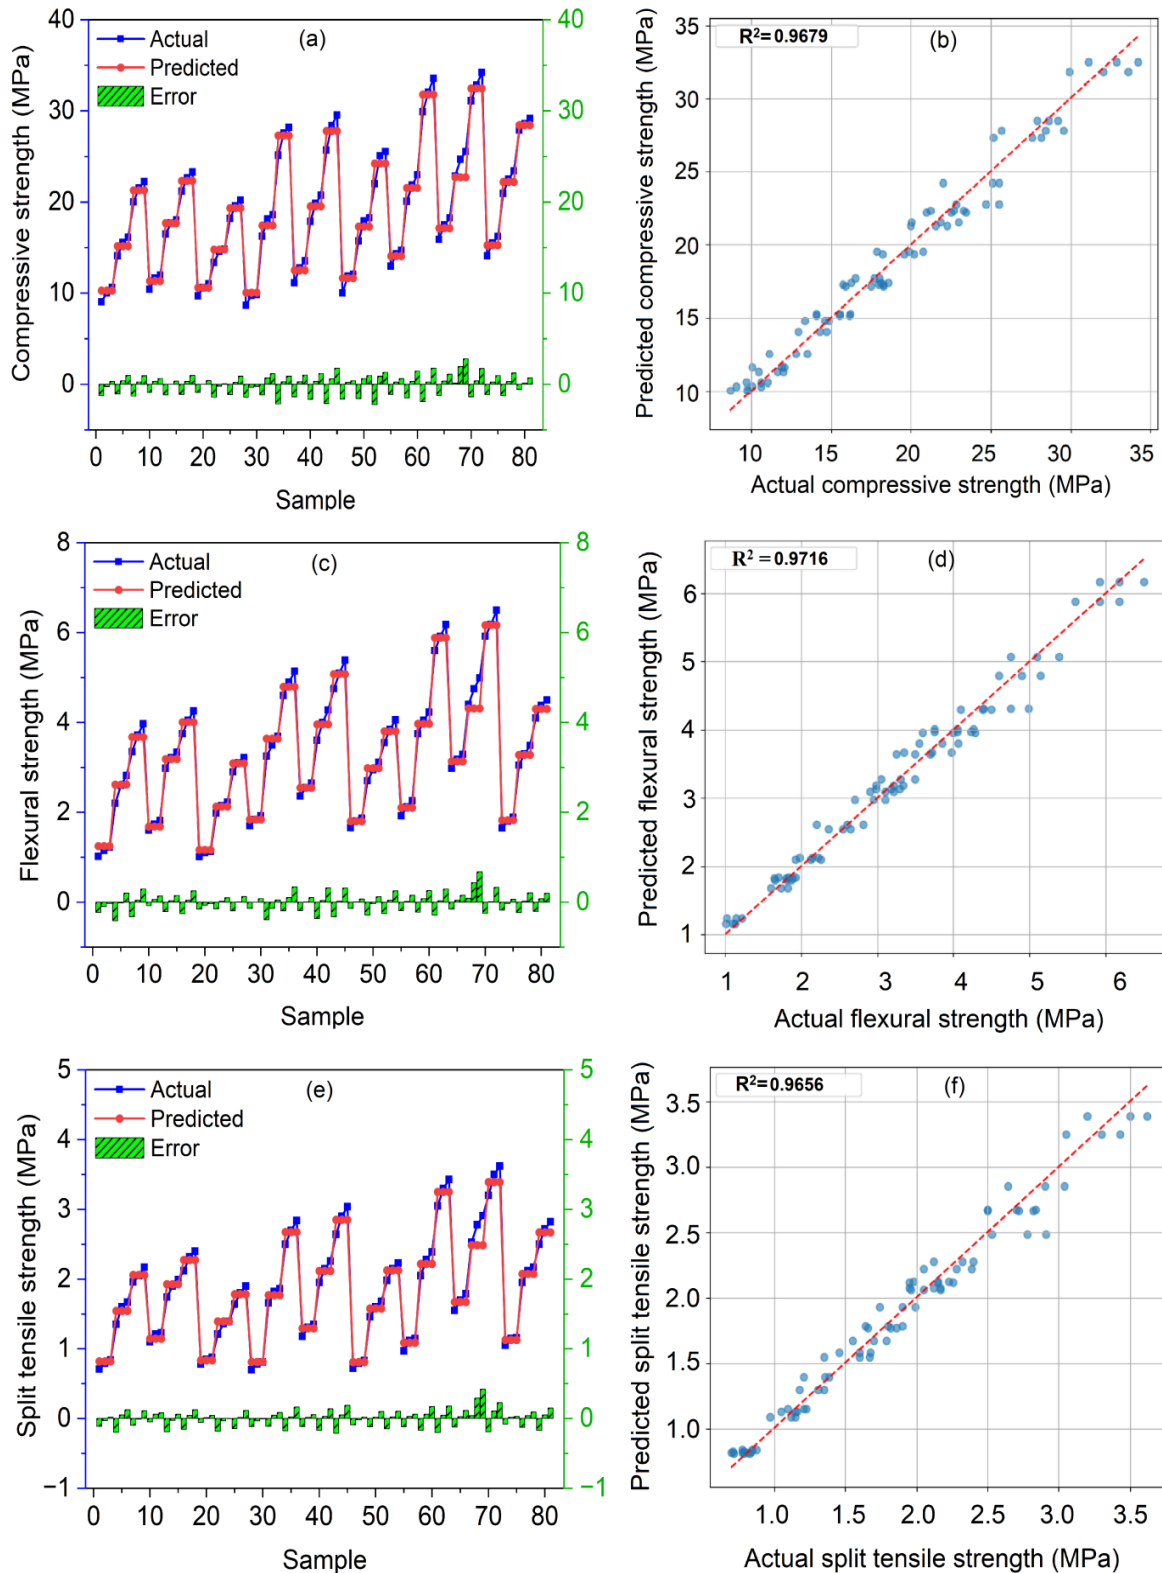 (a)
Actual
Predicted
Error
Compressive strength (MPa)
40
30
20
10
0
40
30
20
10
0
0 10 20 30 40 50 60 70 80
Sample
(b)
R²= 0.9679
Predicted compressive strength (MPa)
35
30
25
20
15
10
10 15 20 25 30 35
Actual compressive strength (MPa)
(c)
Actual
Predicted
Error
Flexural strength (MPa)
8
6
4
2
0
8
6
4
2
0
0 10 20 30 40 50 60 70 80
Sample
(d)
R² = 0.9716
Predicted flexural strength (MPa)
6
5
4
3
2
1
1 2 3 4 5 6
Actual flexural strength (MPa)
(e)
Actual
Predicted
Error
Split tensile strength (MPa)
5
4
3
2
1
0
−1
5
4
3
2
1
0
−1
0 10 20 30 40 50 60 70 80
Sample
(f)
R²= 0.9656
Predicted split tensile strength (MPa)
3.5
3.0
2.5
2.0
1.5
1.0
1.0 1.5 2.0 2.5 3.0 3.5
Actual split tensile strength (MPa)